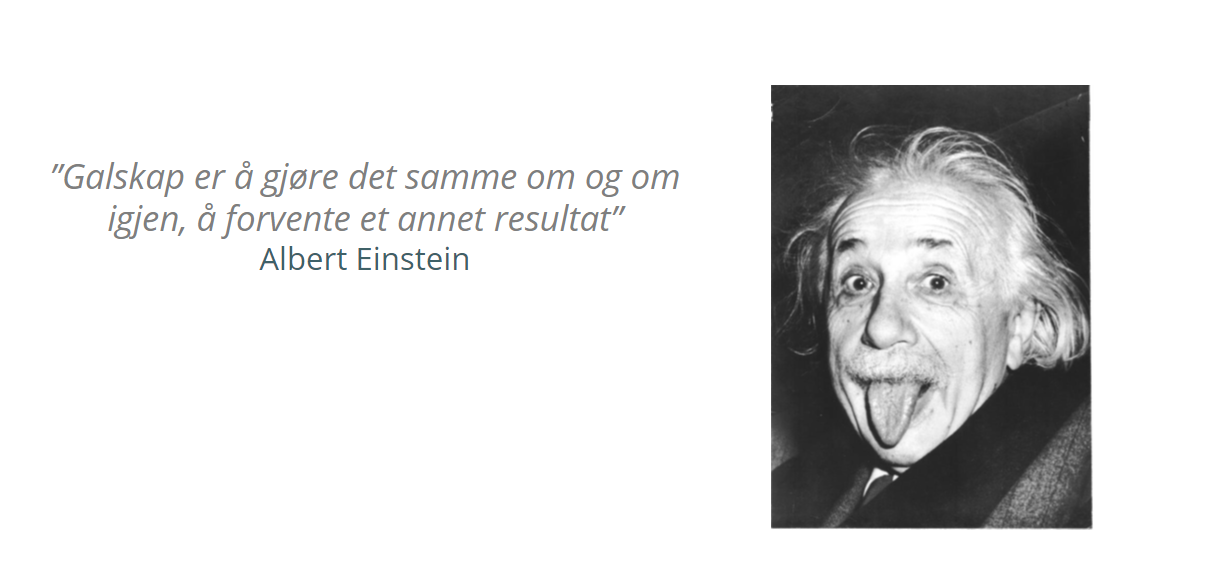 ”Galskap er å gjøre det samme om og om
igjen, å forvente et annet resultat”
Albert Einstein